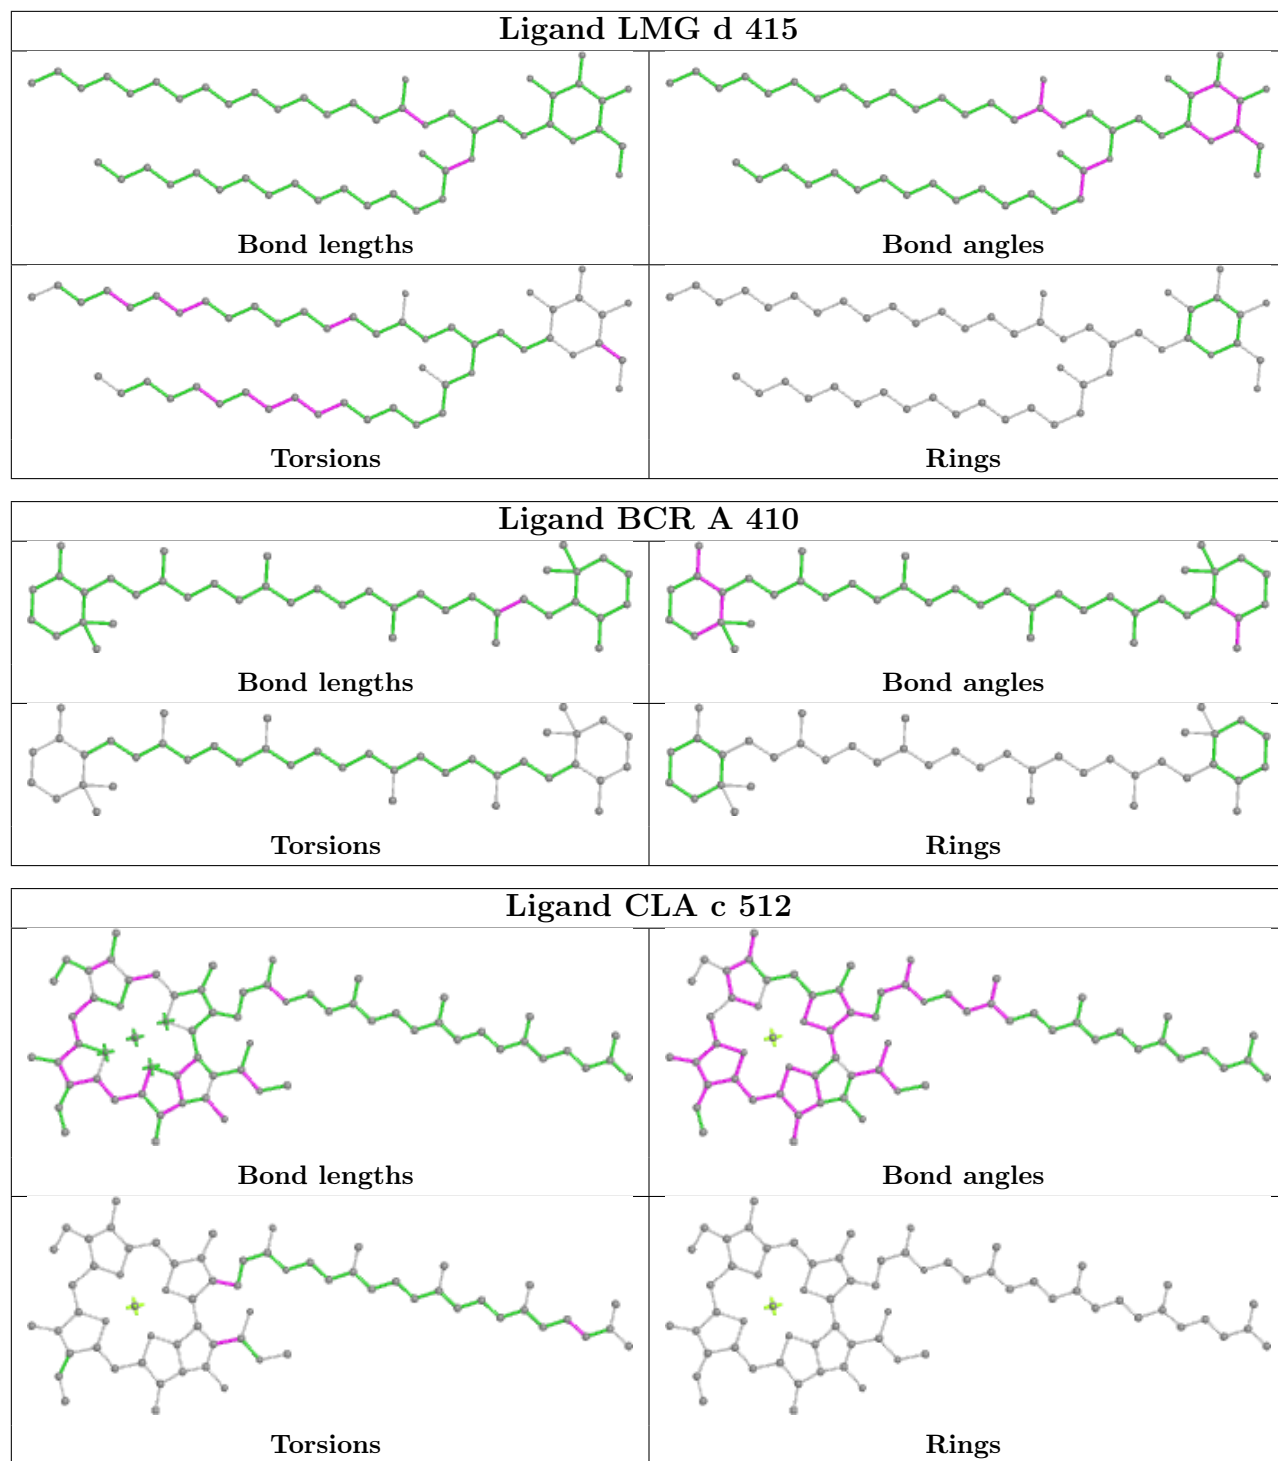 Ligand LMG d 415
Bond lengths
Bond angles
Torsions
Rings
Ligand BCR A 410
Bond lengths
Bond angles
Torsions
Rings
Ligand CLA c 512
Bond lengths
Bond angles
Torsions
Rings